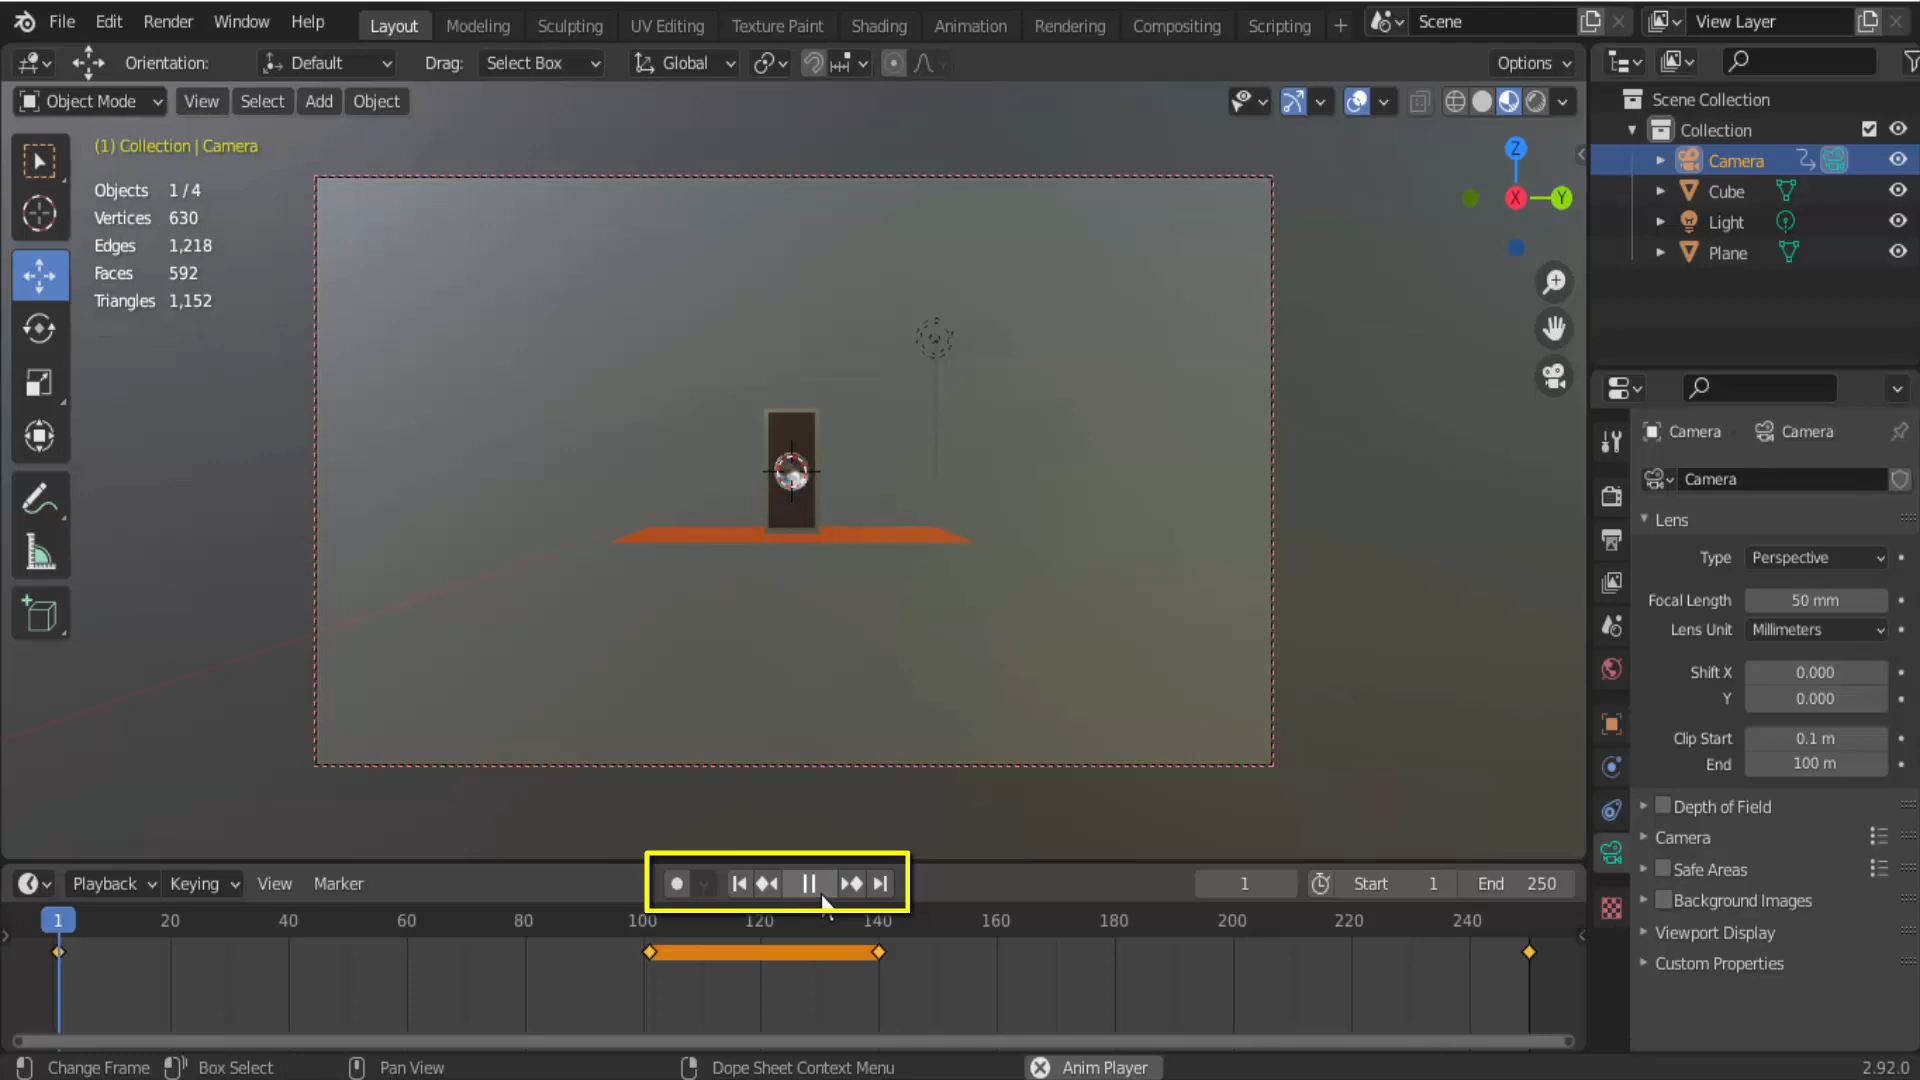 File Edit Render Window Help Layout Modeling Sculpting UV Editing Texture Paint Shading Animation Rendering Compositing Scripting + Scene View Layer
Orientation: Default Drag: Select Box Global Options
Object Mode View Select Add Object
(1) Collection | Camera
Objects 1 / 4
Vertices 630
Edges 1,218
Faces 592
Triangles 1,152
Z
X
Y
Scene Collection
Collection
Camera
Cube
Light
Plane
Camera Camera
Camera
Lens
Type Perspective
Focal Length 50 mm
Lens Unit Millimeters
Shift X 0.000
Y 0.000
Clip Start 0.1 m
End 100 m
Depth of Field
Camera
Safe Areas
Background Images
Viewport Display
Custom Properties
Playback Keying View Marker 1 Start 1 End 250
1 20 40 60 80 100 120 140 160 180 200 220 240
Change Frame Box Select Pan View Dope Sheet Context Menu Anim Player 2.92.0